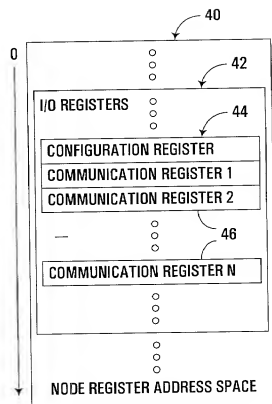 40
0
42
I/O REGISTERS
44
CONFIGURATION REGISTER
COMMUNICATION REGISTER 1
COMMUNICATION REGISTER 2
46
COMMUNICATION REGISTER N
NODE REGISTER ADDRESS SPACE